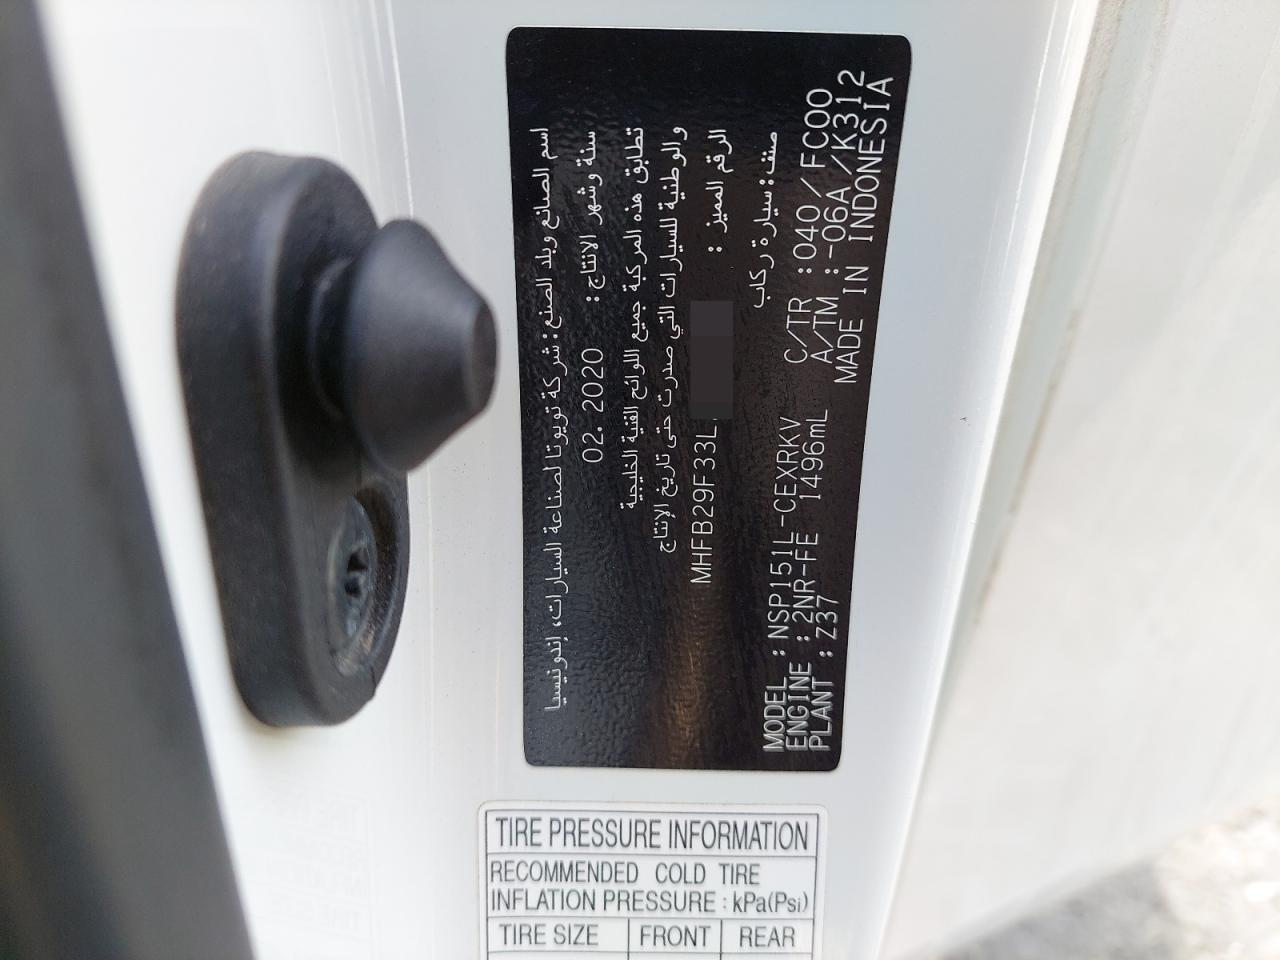 اسم الصانع وبلد الصنع: شركة تويوتا لصناعة السيارات، إندونيسيا
سنة وشهر الانتاج: 02. 2020
تطابق هذه المركبة جميع اللوائح الفنية الخليجية
والوطنية للسيارات التي صدرت حتى تاريخ الإنتاج
الرقم المميز : MHFB29F33L
صنف: سيارة ركاب
MODEL : NSP151L-CEXRKV C/TR : 040 / FC00
ENGINE : 2NR-FE 1496mL A/TM : -06A / K312
PLANT : Z37 MADE IN INDONESIA
TIRE PRESSURE INFORMATION
RECOMMENDED COLD TIRE
INFLATION PRESSURE : kPa(Psi)
TIRE SIZE FRONT REAR